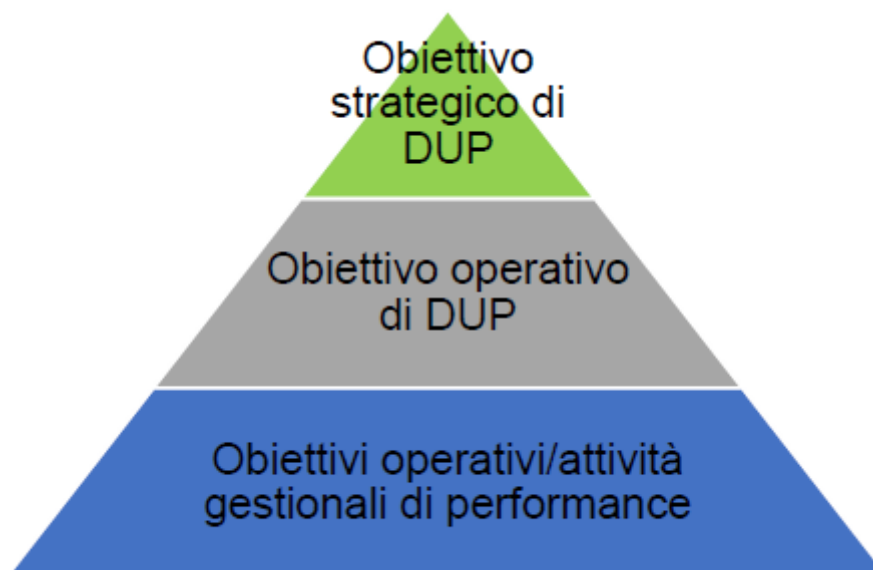 Obiettivo
strategico di
DUP
Obiettivo operativo
di DUP
Obiettivi operativi/attività
gestionali di performance